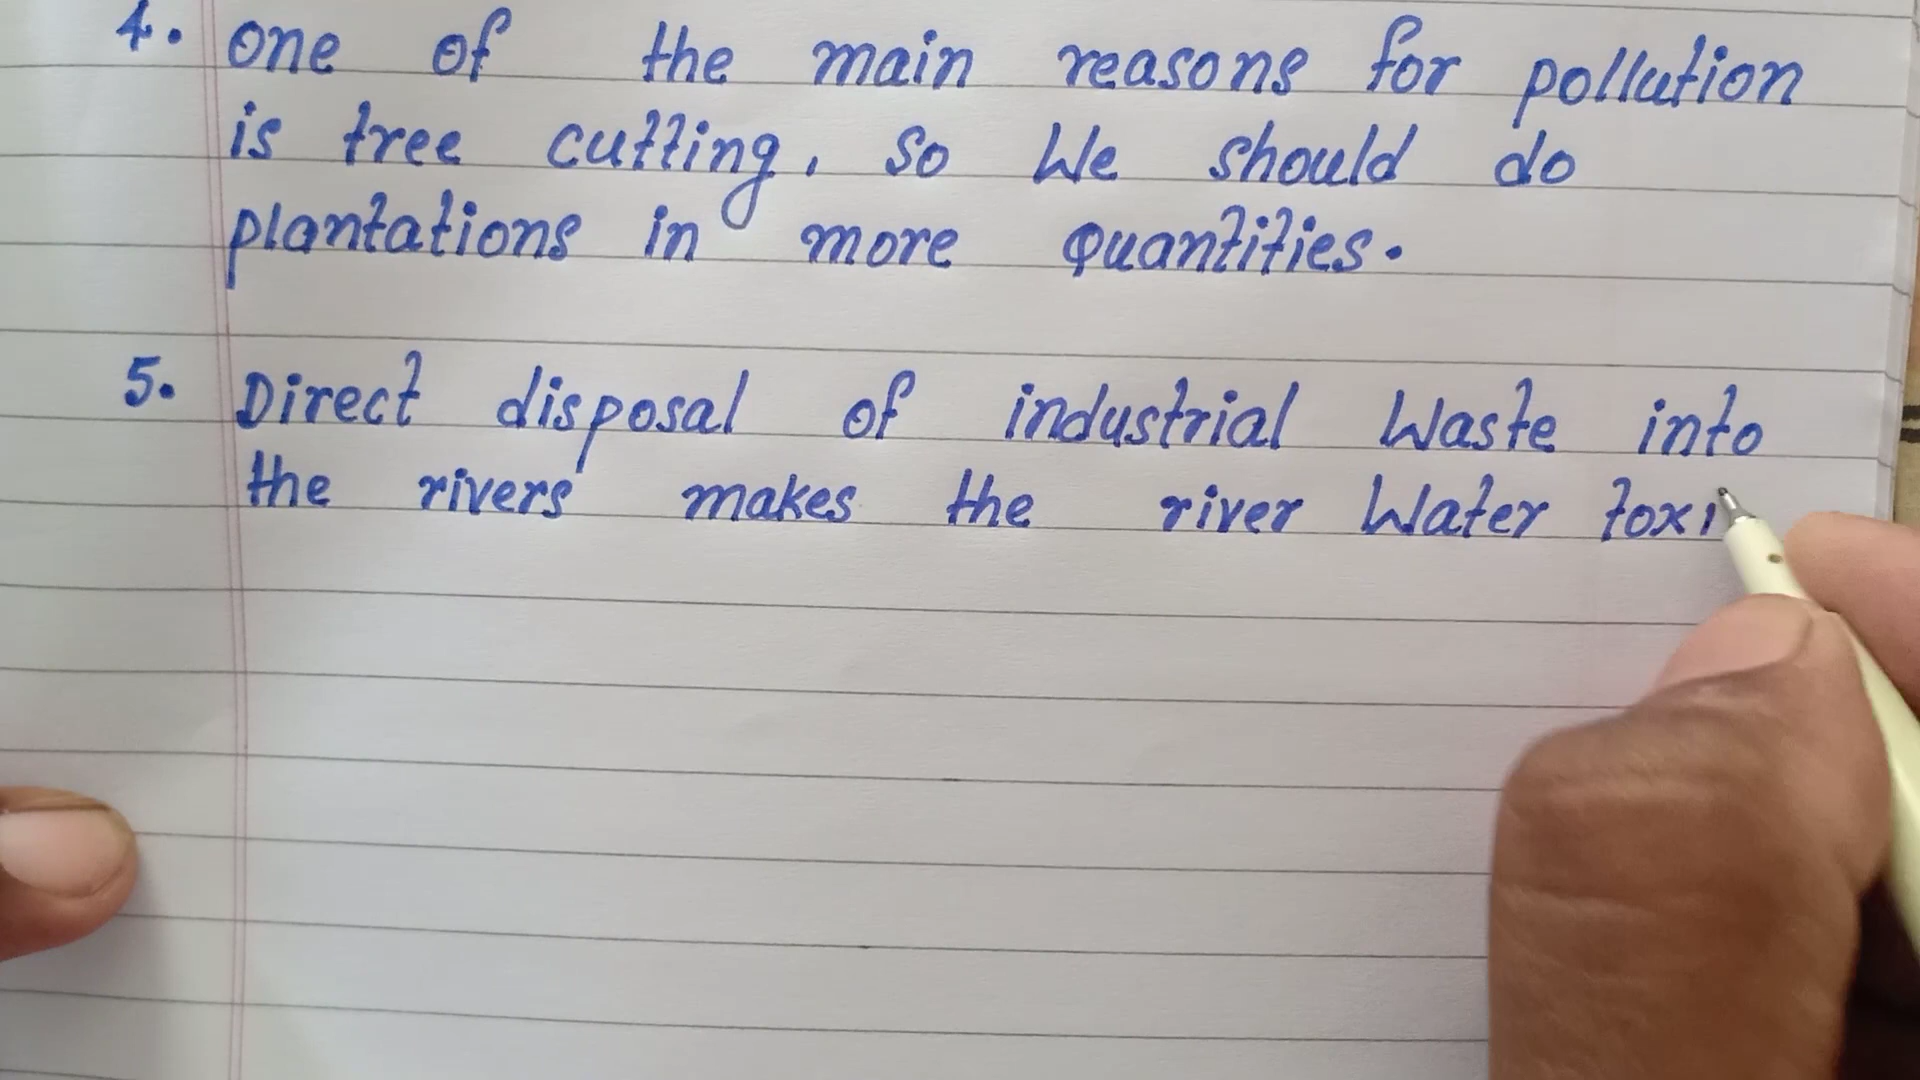 4. one of the main reasons for pollution
is tree cutting, so We should do
plantations in more Quantities.
5. Direct disposal of industrial Waste into
the rivers makes the river Water toxi